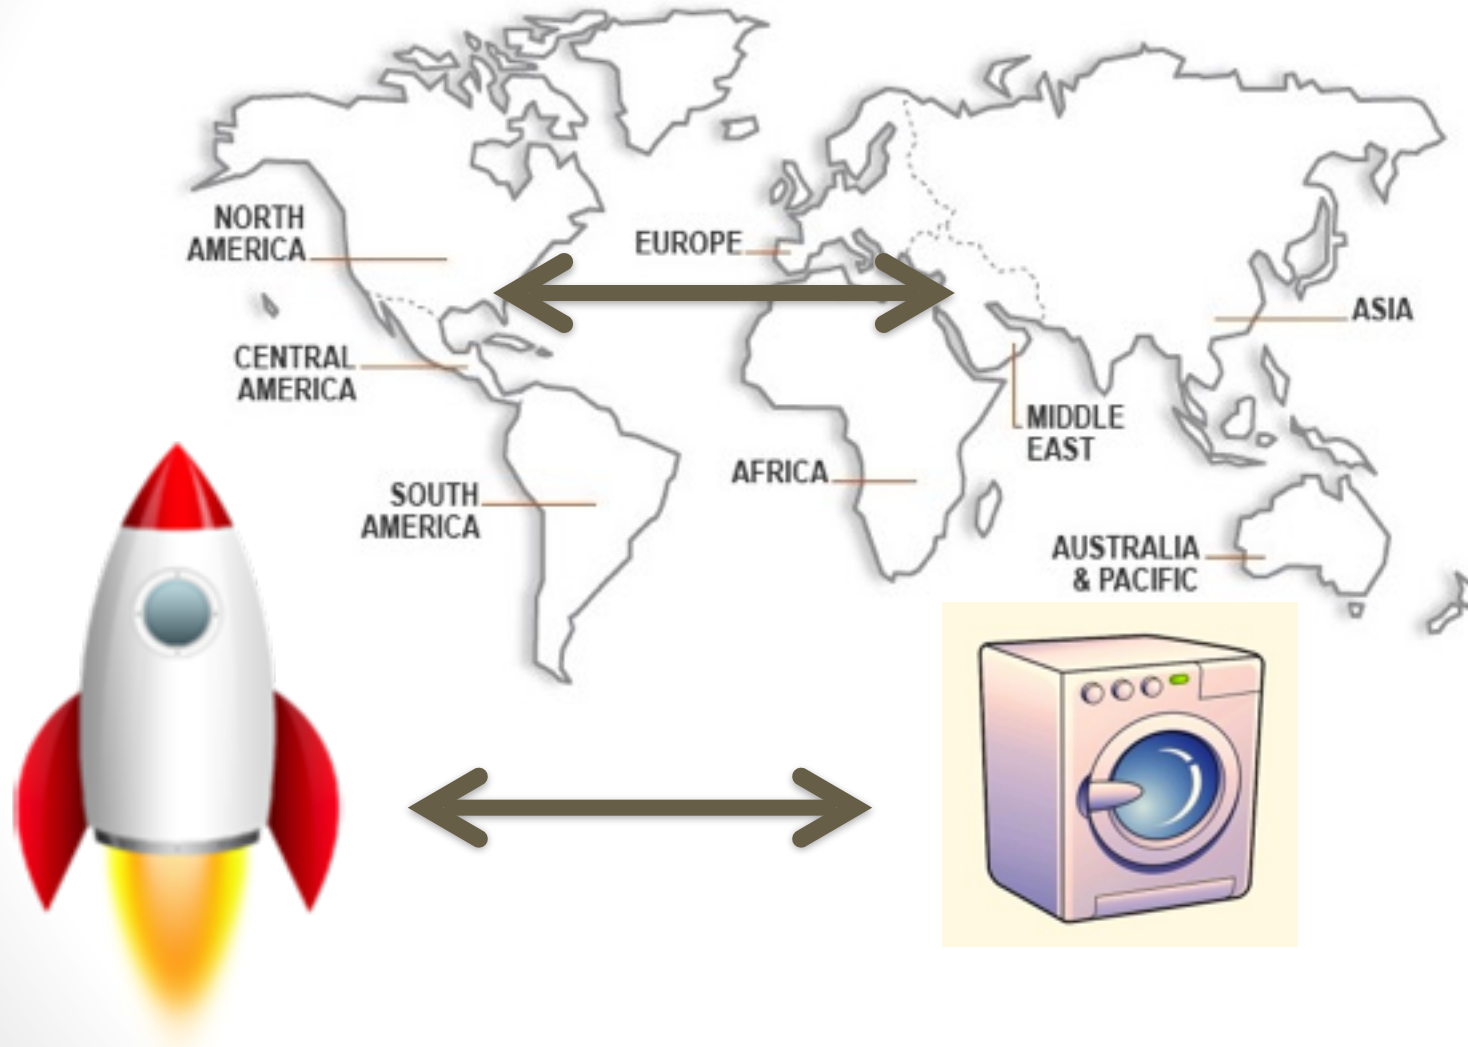 NORTH
AMERICA
EUROPE
ASIA
CENTRAL
AMERICA
MIDDLE
EAST
AFRICA
SOUTH
AMERICA
AUSTRALIA
& PACIFIC